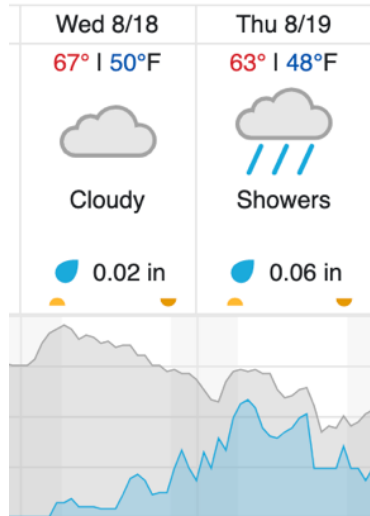 Wed 8/18 Thu 8/19
67° | 50°F 63° | 48°F
Cloudy Showers
0.02 in 0.06 in